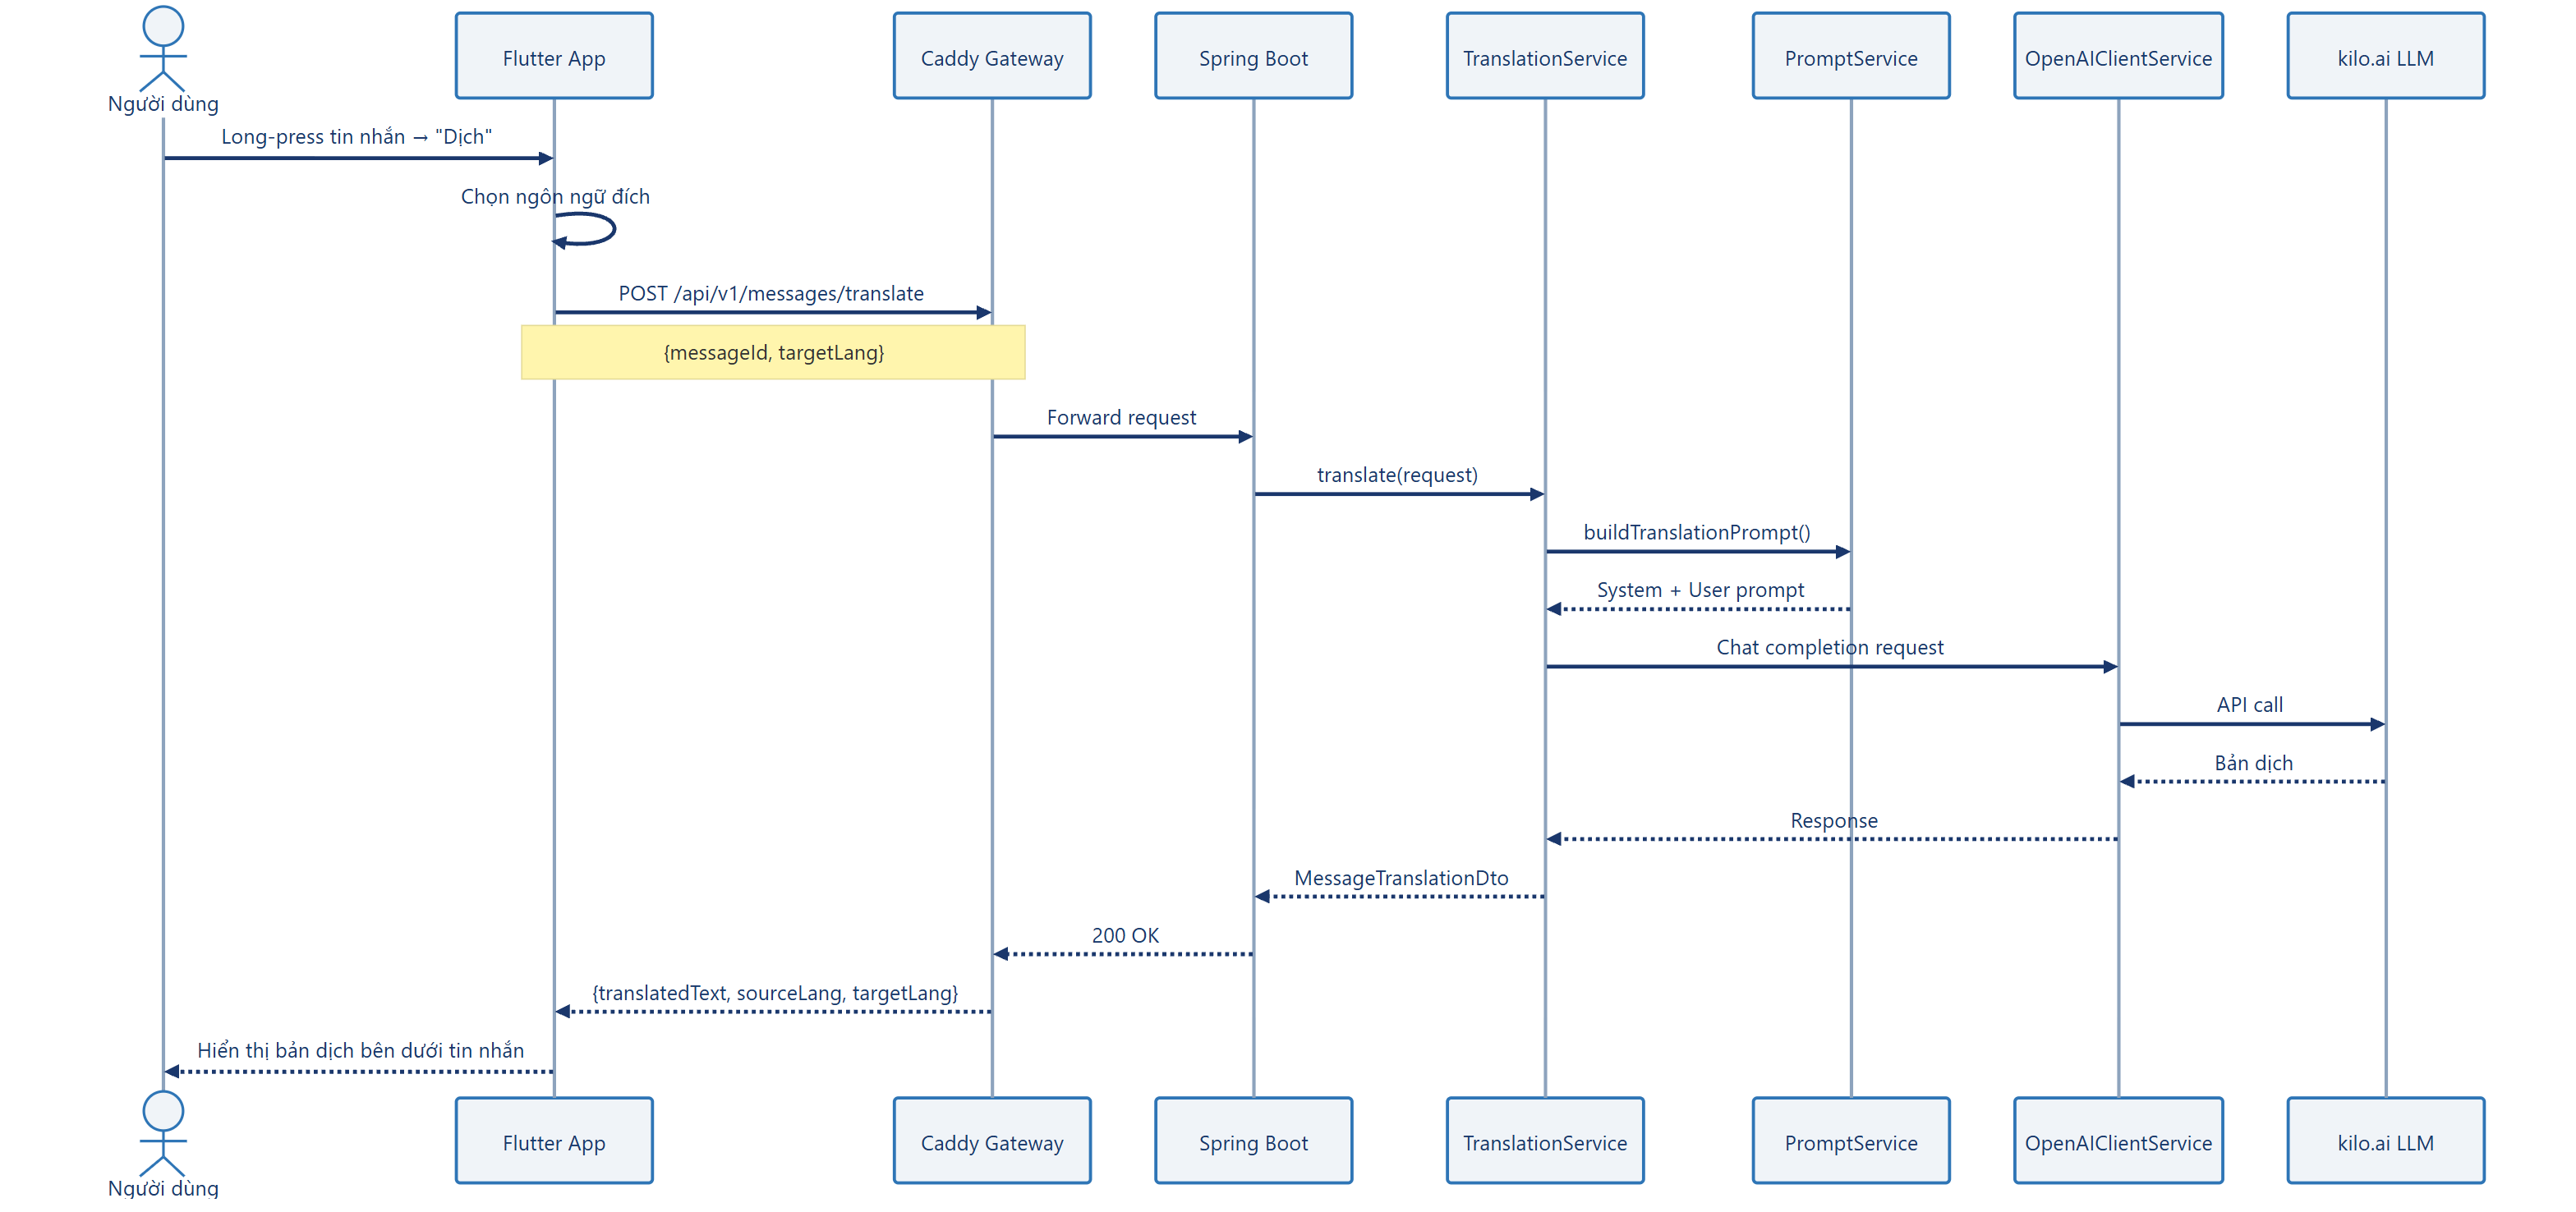 Người dùng
Flutter App
Caddy Gateway
Spring Boot
TranslationService
PromptService
OpenAIClientService
kilo.ai LLM
Long-press tin nhắn → "Dịch"
Chọn ngôn ngữ đích
POST /api/v1/messages/translate
{messageId, targetLang}
Forward request
translate(request)
buildTranslationPrompt()
System + User prompt
Chat completion request
API call
Bản dịch
Response
MessageTranslationDto
200 OK
{translatedText, sourceLang, targetLang}
Hiển thị bản dịch bên dưới tin nhắn
Người dùng
Flutter App
Caddy Gateway
Spring Boot
TranslationService
PromptService
OpenAIClientService
kilo.ai LLM